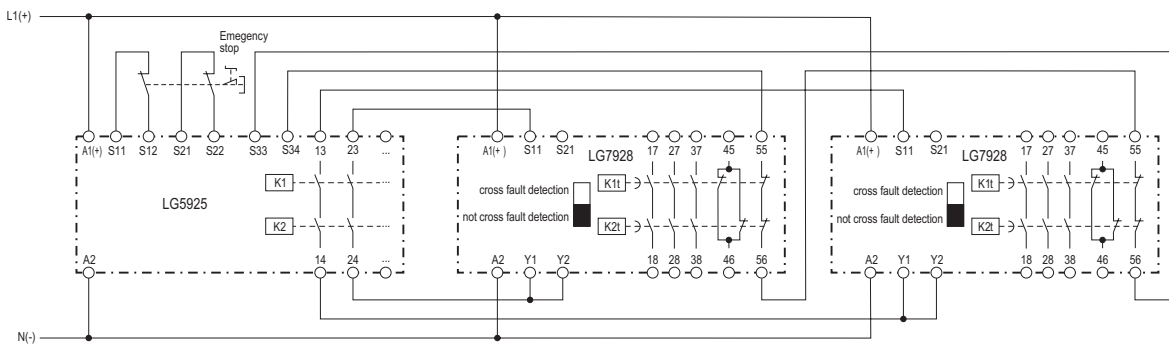 L1(+)
Emegency
stop
A1(+) S11 S12 S21 S22 S33 S34 13 23 ...
A1(+ ) S11 S21 17 27 37 45 55
A1(+ ) S11 S21 17 27 37 45 55
LG7928
LG7928
K1 ...
K1t
K1t
LG5925
cross fault detection
cross fault detection
not cross fault detection
not cross fault detection
K2 ...
K2t
K2t
A2 14 24 ...
A2 Y1 Y2 18 28 38 46 56
A2 Y1 Y2 18 28 38 46 56
N(-)